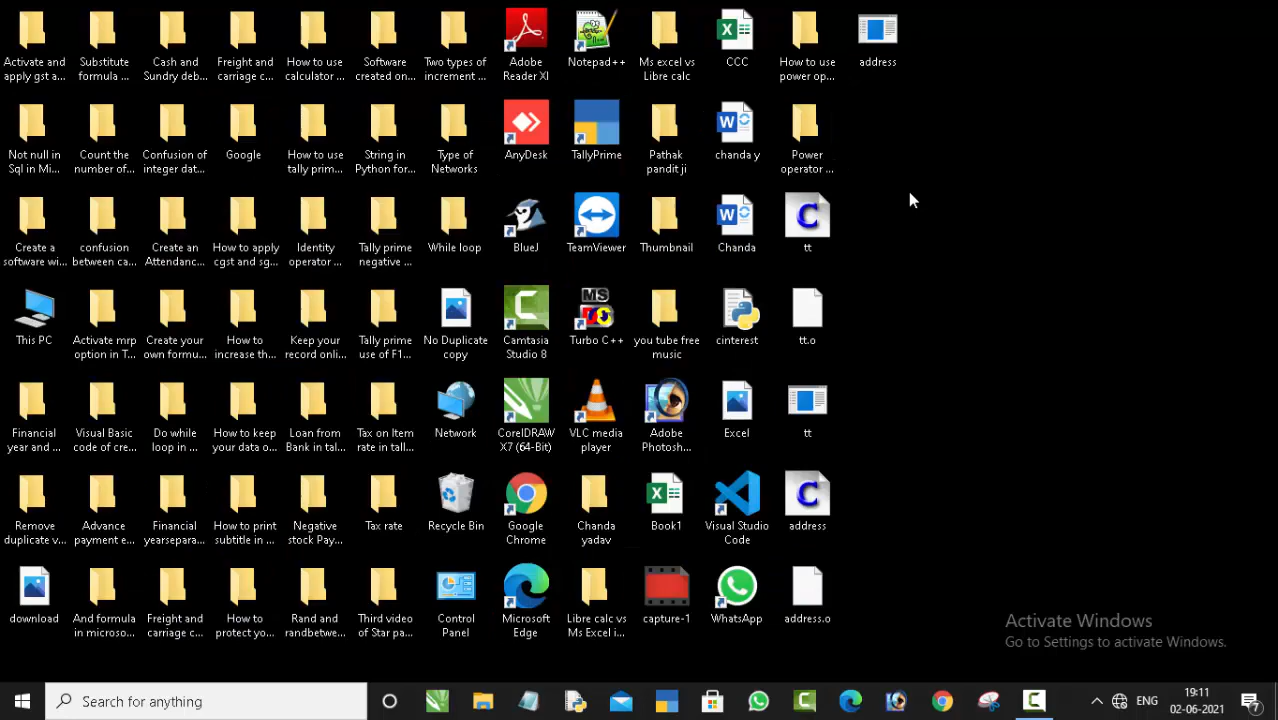 Activate and
apply gst a...
Substitute
formula ...
Cash and
Sundry deb...
Freight and
carriage c...
How to use
calculator ...
Software
created on...
Two types of
increment ...
Adobe
Reader XI
Notepad++
Ms excel vs
Libre calc
CCC
How to use
power op...
address
Not null in
Sql in Mi...
Count the
number of...
Confusion of
integer dat...
Google
How to use
tally prim...
String in
Python for...
Type of
Networks
AnyDesk
TallyPrime
Pathak
pandit ji
chanda y
Power
operator ...
Create a
software wi...
confusion
between ca...
Create an
Attendanc...
How to apply
cgst and sg...
Identity
operator ...
Tally prime
negative ...
While loop
BlueJ
TeamViewer
Thumbnail
Chanda
tt
This PC
Activate mrp
option in T...
Create your
own formu...
How to
increase th...
Keep your
record onli...
Tally prime
use of F1...
No Duplicate
copy
Camtasia
Studio 8
MS
Turbo C++
you tube free
music
cinterest
tt.o
Financial
year and ...
Visual Basic
code of cre...
Do while
loop in ...
How to keep
your data o...
Loan from
Bank in tal...
Tax on Item
rate in tall...
Network
CorelDRAW
X7 (64-Bit)
VLC media
player
Adobe
Photosh...
Excel
tt
Remove
duplicate v...
Advance
payment e...
Financial
yearsepara...
How to print
subtitle in ...
Negative
stock Pay...
Tax rate
Recycle Bin
Google
Chrome
Chanda
yadav
Book1
Visual Studio
Code
address
download
And formula
in microso...
Freight and
carriage c...
How to
protect yo...
Rand and
randbetwe...
Third video
of Star pa...
Control
Panel
Microsoft
Edge
Libre calc vs
Ms Excel i...
capture-1
WhatsApp
address.o
Activate Windows
Go to Settings to activate Windows.
Search for anything
ENG
19:11
02-06-2021
7